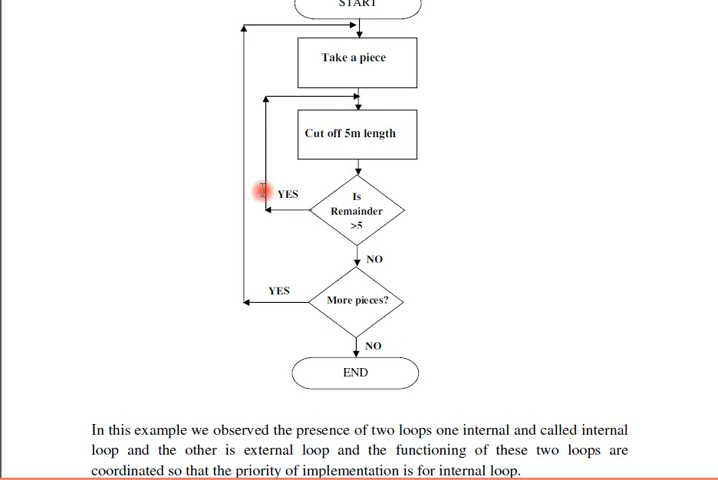 START
Take a piece
Cut off 5m length
YES
Is
Remainder
>5
NO
YES
More pieces?
NO
END
In this example we observed the presence of two loops one internal and called internal
loop and the other is external loop and the functioning of these two loops are
coordinated so that the priority of implementation is for internal loop.